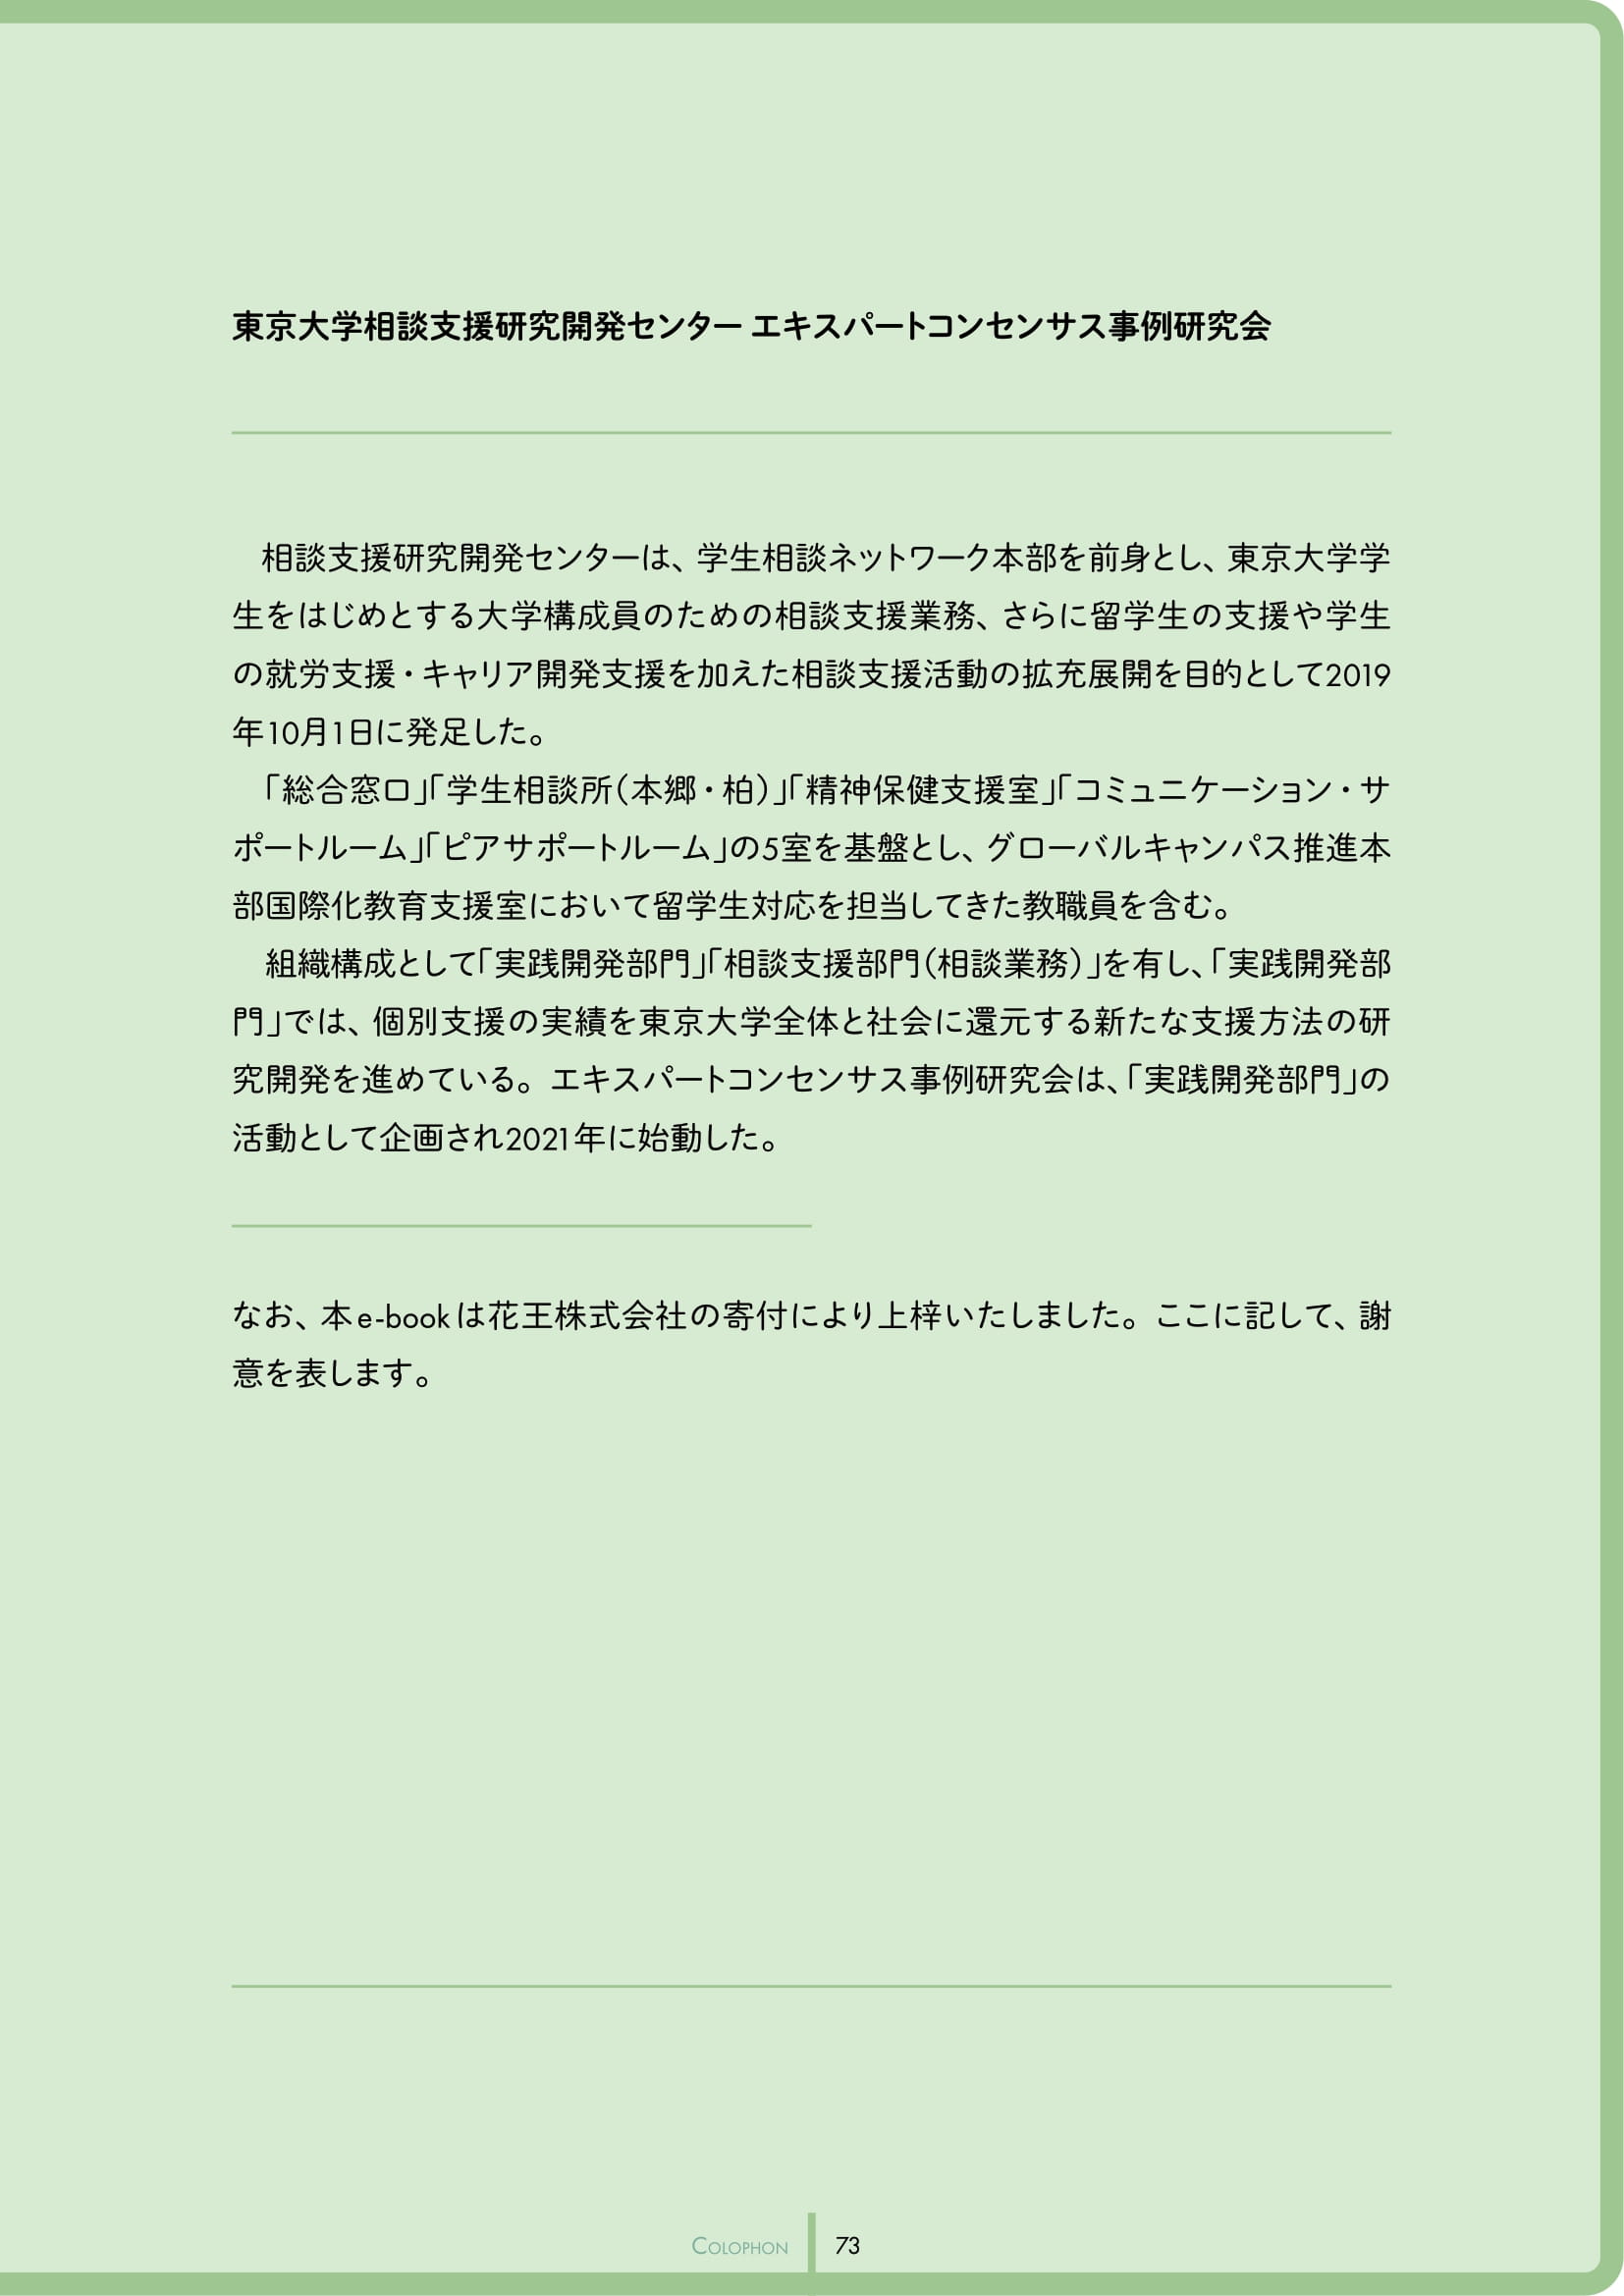 東京大学相談支援研究開発センター エキスパートコンセンサス事例研究会
　相談支援研究開発センターは、学生相談ネットワーク本部を前身とし、東京大学学
生をはじめとする大学構成員のための相談支援業務、さらに留学生の支援や学生
の就労支援・キャリア開発支援を加えた相談支援活動の拡充展開を目的として2019
年10月1日に発足した。
　「総合窓口」「学生相談所（本郷・柏）」「精神保健支援室」「コミュニケーション・サ
ポートルーム」「ピアサポートルーム」の5室を基盤とし、グローバルキャンパス推進本
部国際化教育支援室において留学生対応を担当してきた教職員を含む。
　組織構成として「実践開発部門」「相談支援部門（相談業務）」を有し、「実践開発部
門」では、個別支援の実績を東京大学全体と社会に還元する新たな支援方法の研
究開発を進めている。エキスパートコンセンサス事例研究会は、「実践開発部門」の
活動として企画され2021年に始動した。
なお、本e-bookは花王株式会社の寄付により上梓いたしました。ここに記して、謝
意を表します。
COLOPHON 73